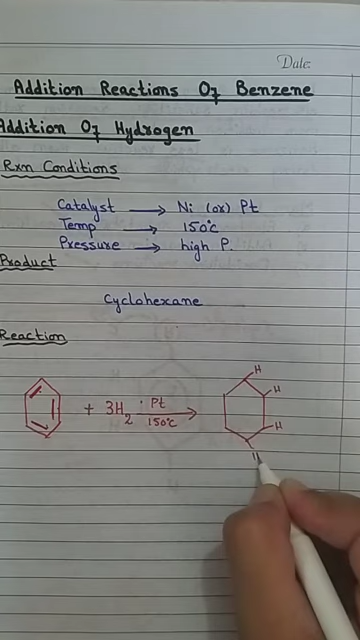 Date:
Addition Reactions Of Benzene
Addition Of Hydrogen
Rxn Conditions
Catalyst → Ni (or) Pt
Temp → 150°C
Pressure → high P.
Product
Cyclohexane
Reaction
+ 3H₂ Pt 150°C →
H
H
H